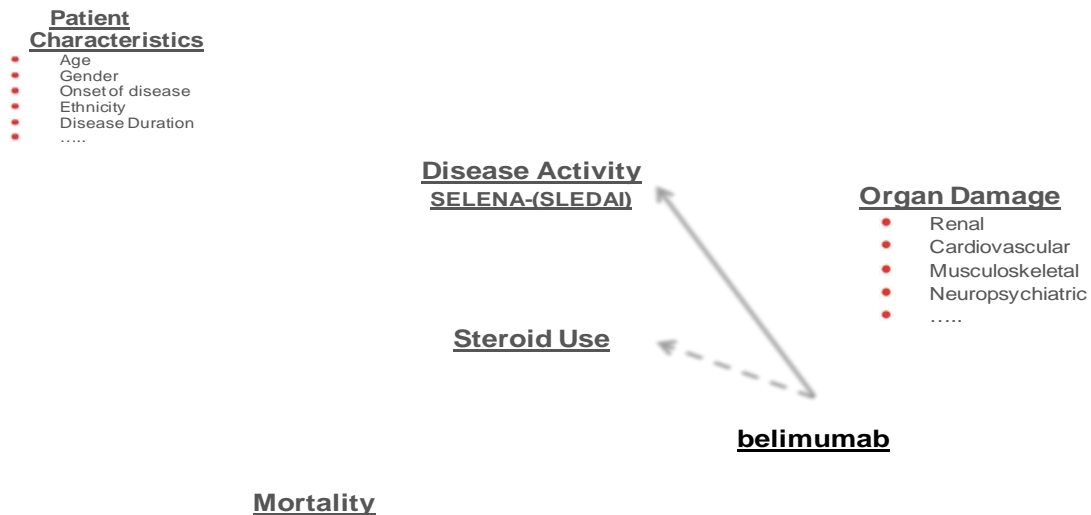 Patient
Characteristics
Age
Gender
Onset of disease
Ethnicity
Disease Duration
…..
Disease Activity
SELENA-(SLEDAI)
Organ Damage
Renal
Cardiovascular
Musculoskeletal
Neuropsychiatric
…..
Steroid Use
belimumab
Mortality